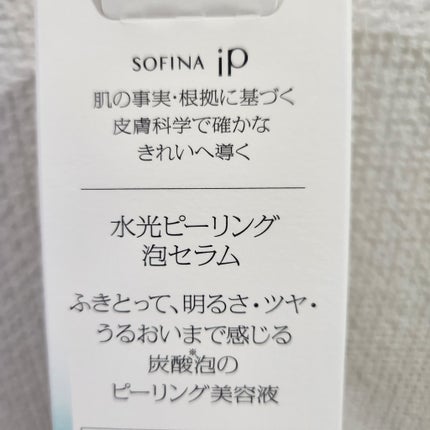 SOFINA iP
肌の事実・根拠に基づく
皮膚科学で確かな
きれいへ導く
水光ピーリング
泡セラム
ふきとって、明るさ・ツヤ・
うるおいまで感じる
炭酸※泡の
ピーリング美容液